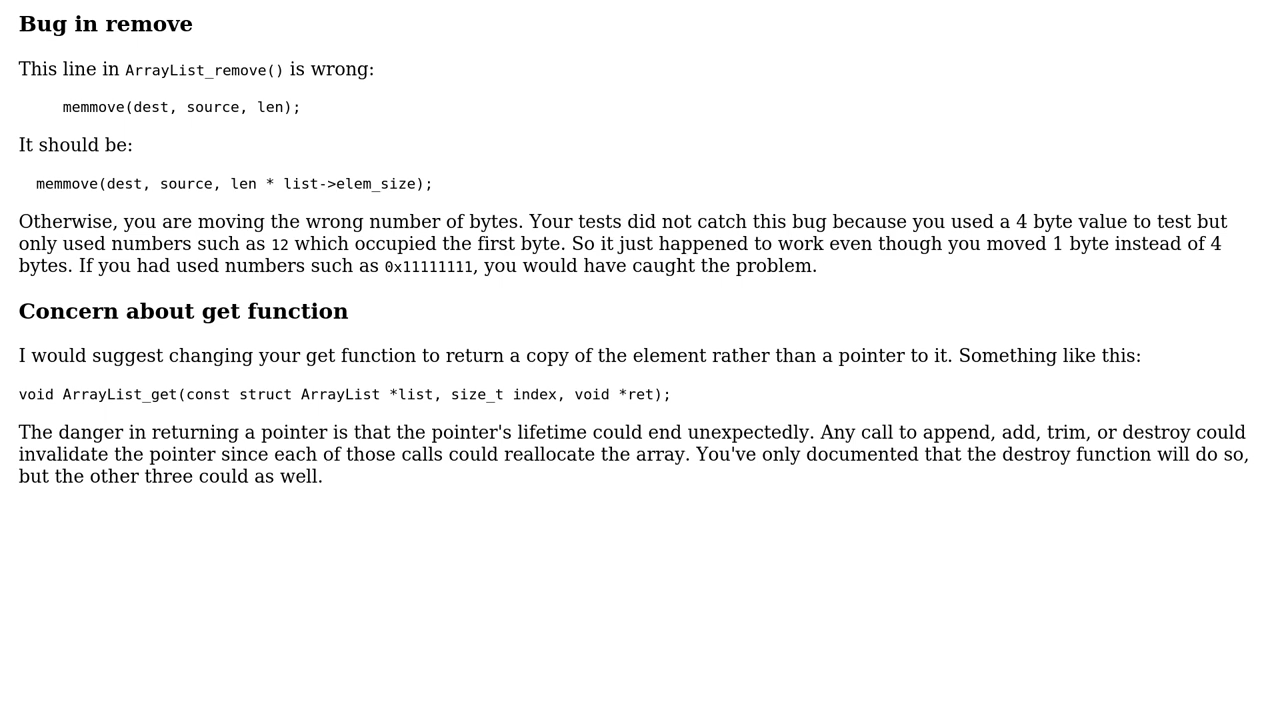 Bug in remove
This line in ArrayList_remove() is wrong:
memmove(dest, source, len);
It should be:
memmove(dest, source, len * list->elem_size);
Otherwise, you are moving the wrong number of bytes. Your tests did not catch this bug because you used a 4 byte value to test but
only used numbers such as 12 which occupied the first byte. So it just happened to work even though you moved 1 byte instead of 4
bytes. If you had used numbers such as 0x11111111, you would have caught the problem.
Concern about get function
I would suggest changing your get function to return a copy of the element rather than a pointer to it. Something like this:
void ArrayList_get(const struct ArrayList *list, size_t index, void *ret);
The danger in returning a pointer is that the pointer's lifetime could end unexpectedly. Any call to append, add, trim, or destroy could
invalidate the pointer since each of those calls could reallocate the array. You've only documented that the destroy function will do so,
but the other three could as well.